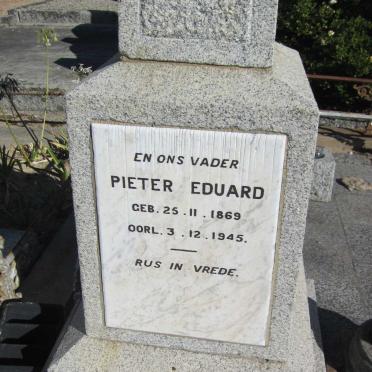 EN ONS VADER
PIETER EDUARD
GEB. 25.11.1869
OORL. 3.12.1945.
RUS IN VREDE.